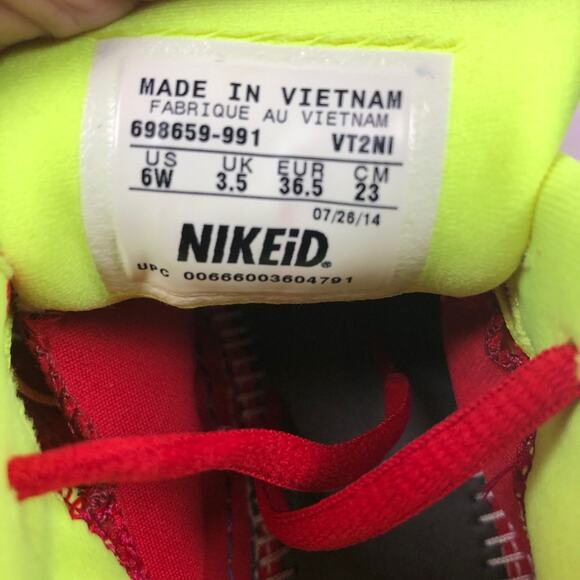 MADE IN VIETNAM
FABRIQUE AU VIETNAM
698659-991 VT2NI
US UK EUR CM
6W 3.5 36.5 23
07/26/14
NIKEiD®
UPC 00666003604791